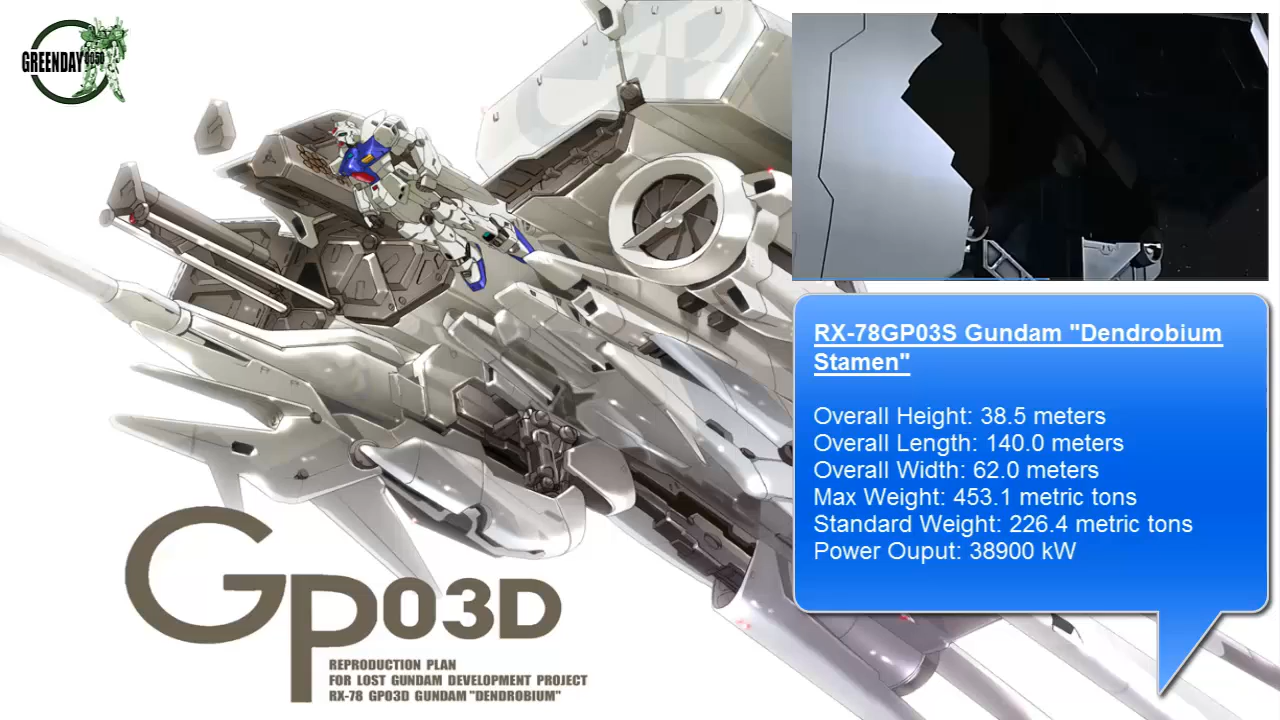 GREENDAY0050
RX-78GP03S Gundam "Dendrobium
Stamen"
Overall Height: 38.5 meters
Overall Length: 140.0 meters
Overall Width: 62.0 meters
Max Weight: 453.1 metric tons
Standard Weight: 226.4 metric tons
Power Ouput: 38900 kW
GP03D
REPRODUCTION PLAN
FOR LOST GUNDAM DEVELOPMENT PROJECT
RX-78 GP03D GUNDAM "DENDROBIUM"